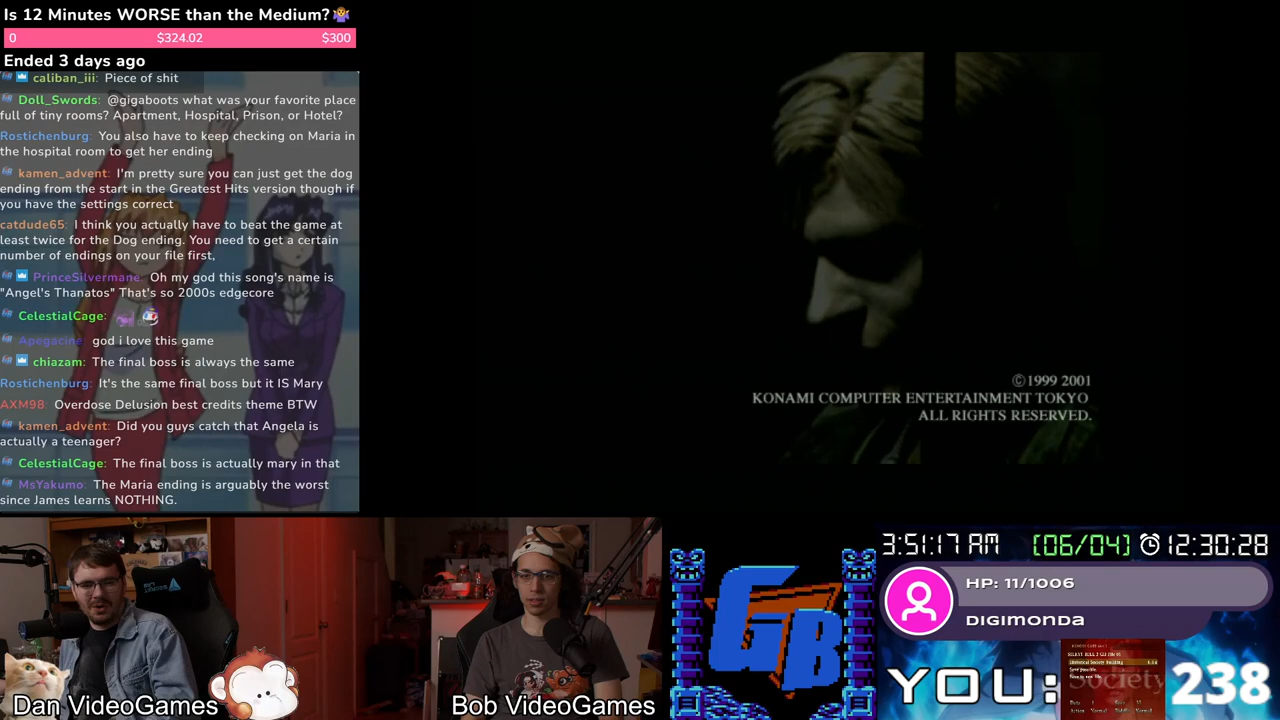 Is 12 Minutes WORSE than the Medium?
0 $324.02 $300
Ended 3 days ago
caliban_iii: Piece of shit
Doll_Swords: @gigaboots what was your favorite place
full of tiny rooms? Apartment, Hospital, Prison, or Hotel?
Rostichenburg: You also have to keep checking on Maria in
the hospital room to get her ending
kamen_advent: I'm pretty sure you can just get the dog
ending from the start in the Greatest Hits version though if
you have the settings correct
catdude65: I think you actually have to beat the game at
least twice for the Dog ending. You need to get a certain
number of endings on your file first,
PrinceSilvermane: Oh my god this song's name is
"Angel's Thanatos" That's so 2000s edgecore
CelestialCage:
Apegacine: god i love this game
chiazam: The final boss is always the same
Rostichenburg: It's the same final boss but it IS Mary
AXM98: Overdose Delusion best credits theme BTW
kamen_advent: Did you guys catch that Angela is
actually a teenager?
CelestialCage: The final boss is actually mary in that
MsYakumo: The Maria ending is arguably the worst
since James learns NOTHING.
©1999 2001
KONAMI COMPUTER ENTERTAINMENT TOKYO
ALL RIGHTS RESERVED.
Dan VideoGames
Bob VideoGames
GB
3:51:17 AM [06/04] 12:30:28
HP: 11/1006
DIGIMONDA
YOU: 238
Society